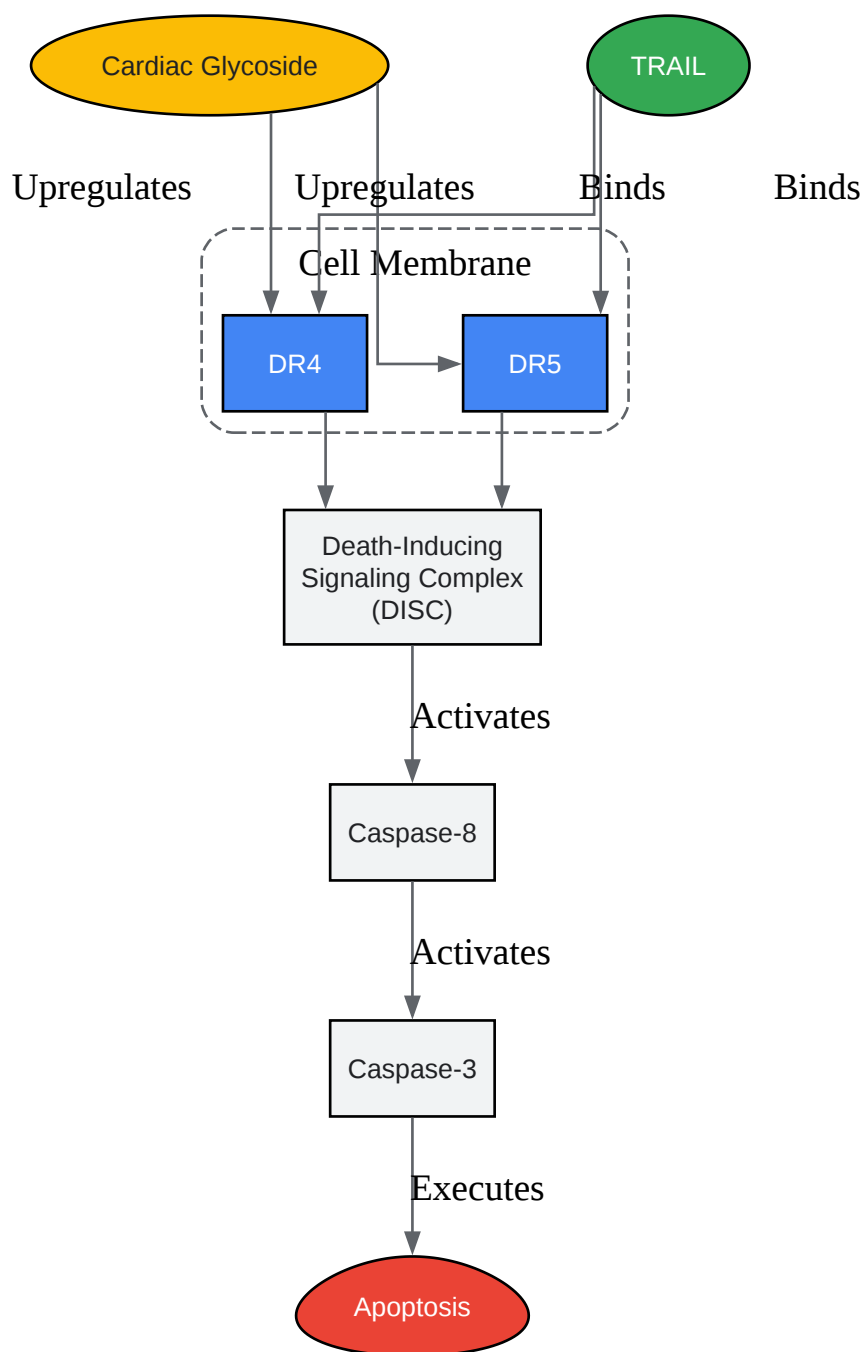 Cardiac Glycoside
TRAIL
Upregulates
Upregulates
Binds
Binds
Cell Membrane
DR4
DR5
Death-Inducing
Signaling Complex
(DISC)
Activates
Caspase-8
Activates
Caspase-3
Executes
Apoptosis